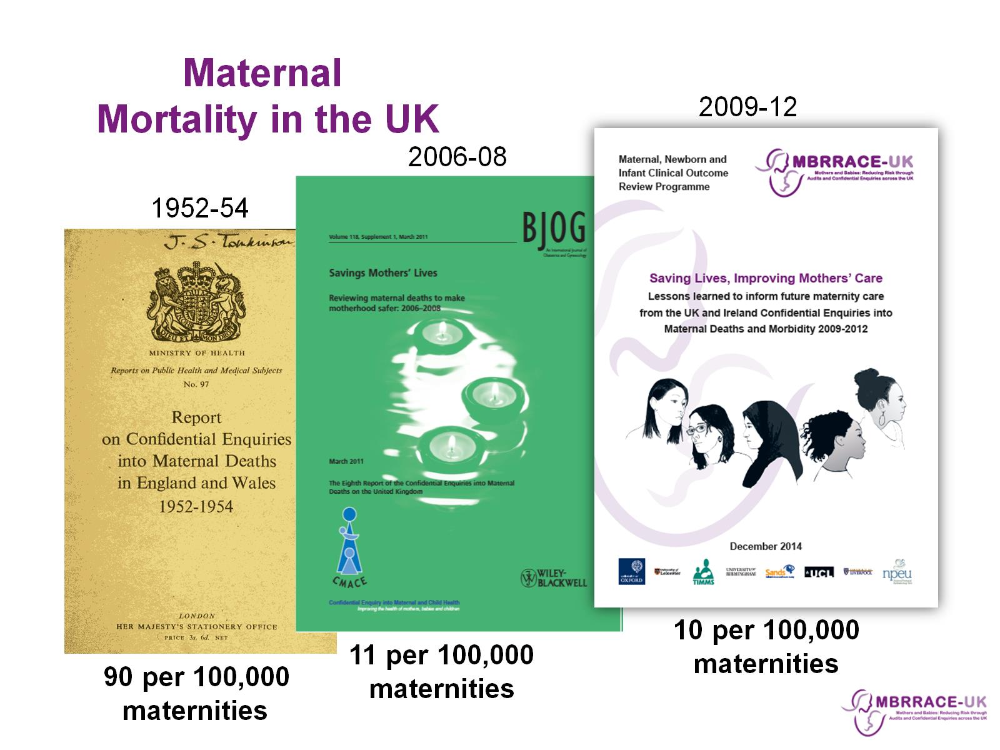 Maternal
Mortality in the UK
1952-54
J. S. Tomkinson
DIEU ET MON DROIT
MINISTRY OF HEALTH
Reports on Public Health and Medical Subjects
No. 97
Report
on Confidential Enquiries
into Maternal Deaths
in England and Wales
1952-1954
LONDON
HER MAJESTY'S STATIONERY OFFICE
PRICE 3s. 6d. NET
90 per 100,000
maternities
2006-08
BJOG
An International Journal of
Obstetrics and Gynaecology
Volume 118, Supplement 1, March 2011
Savings Mothers' Lives
Reviewing maternal deaths to make
motherhood safer: 2006–2008
March 2011
The Eighth Report of the Confidential Enquiries into Maternal
Deaths on the United Kingdom
CMACE
WILEY-
BLACKWELL
Confidential Enquiry into Maternal and Child Health
Improving the health of mothers, babies and children
11 per 100,000
maternities
2009-12
Maternal, Newborn and
Infant Clinical Outcome
Review Programme
MBRRACE-UK
Mothers and Babies: Reducing Risk through
Audits and Confidential Enquiries across the UK
Saving Lives, Improving Mothers' Care
Lessons learned to inform future maternity care
from the UK and Ireland Confidential Enquiries into
Maternal Deaths and Morbidity 2009-2012
December 2014
UNIVERSITY OF
OXFORD
University of
Leicester
TIMMS
UNIVERSITY OF
BIRMINGHAM
Sands
UCL
LIVERPOOL
npeu
10 per 100,000
maternities
MBRRACE-UK
Mothers and Babies: Reducing Risk through
Audits and Confidential Enquiries across the UK